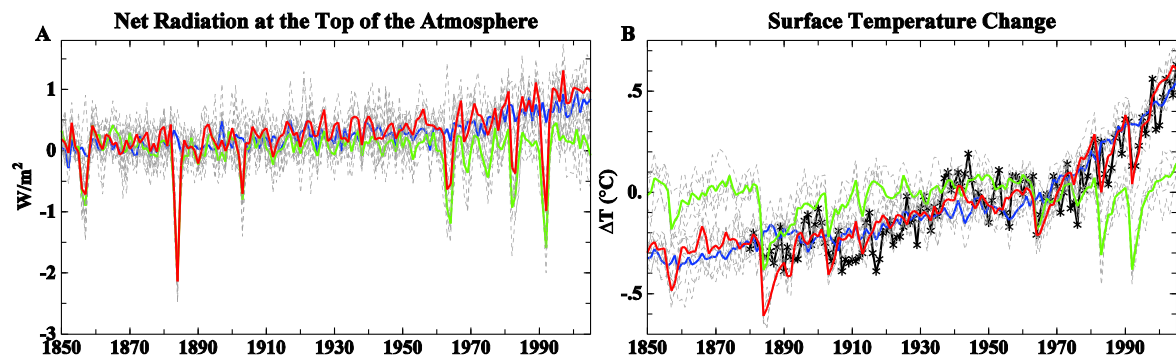 Net Radiation at the Top of the Atmosphere
A
W/m²
1
0
-1
-2
-3
1850 1870 1890 1910 1930 1950 1970 1990
Surface Temperature Change
B
ΔT (°C)
.5
0.
-.5
1850 1870 1890 1910 1930 1950 1970 1990